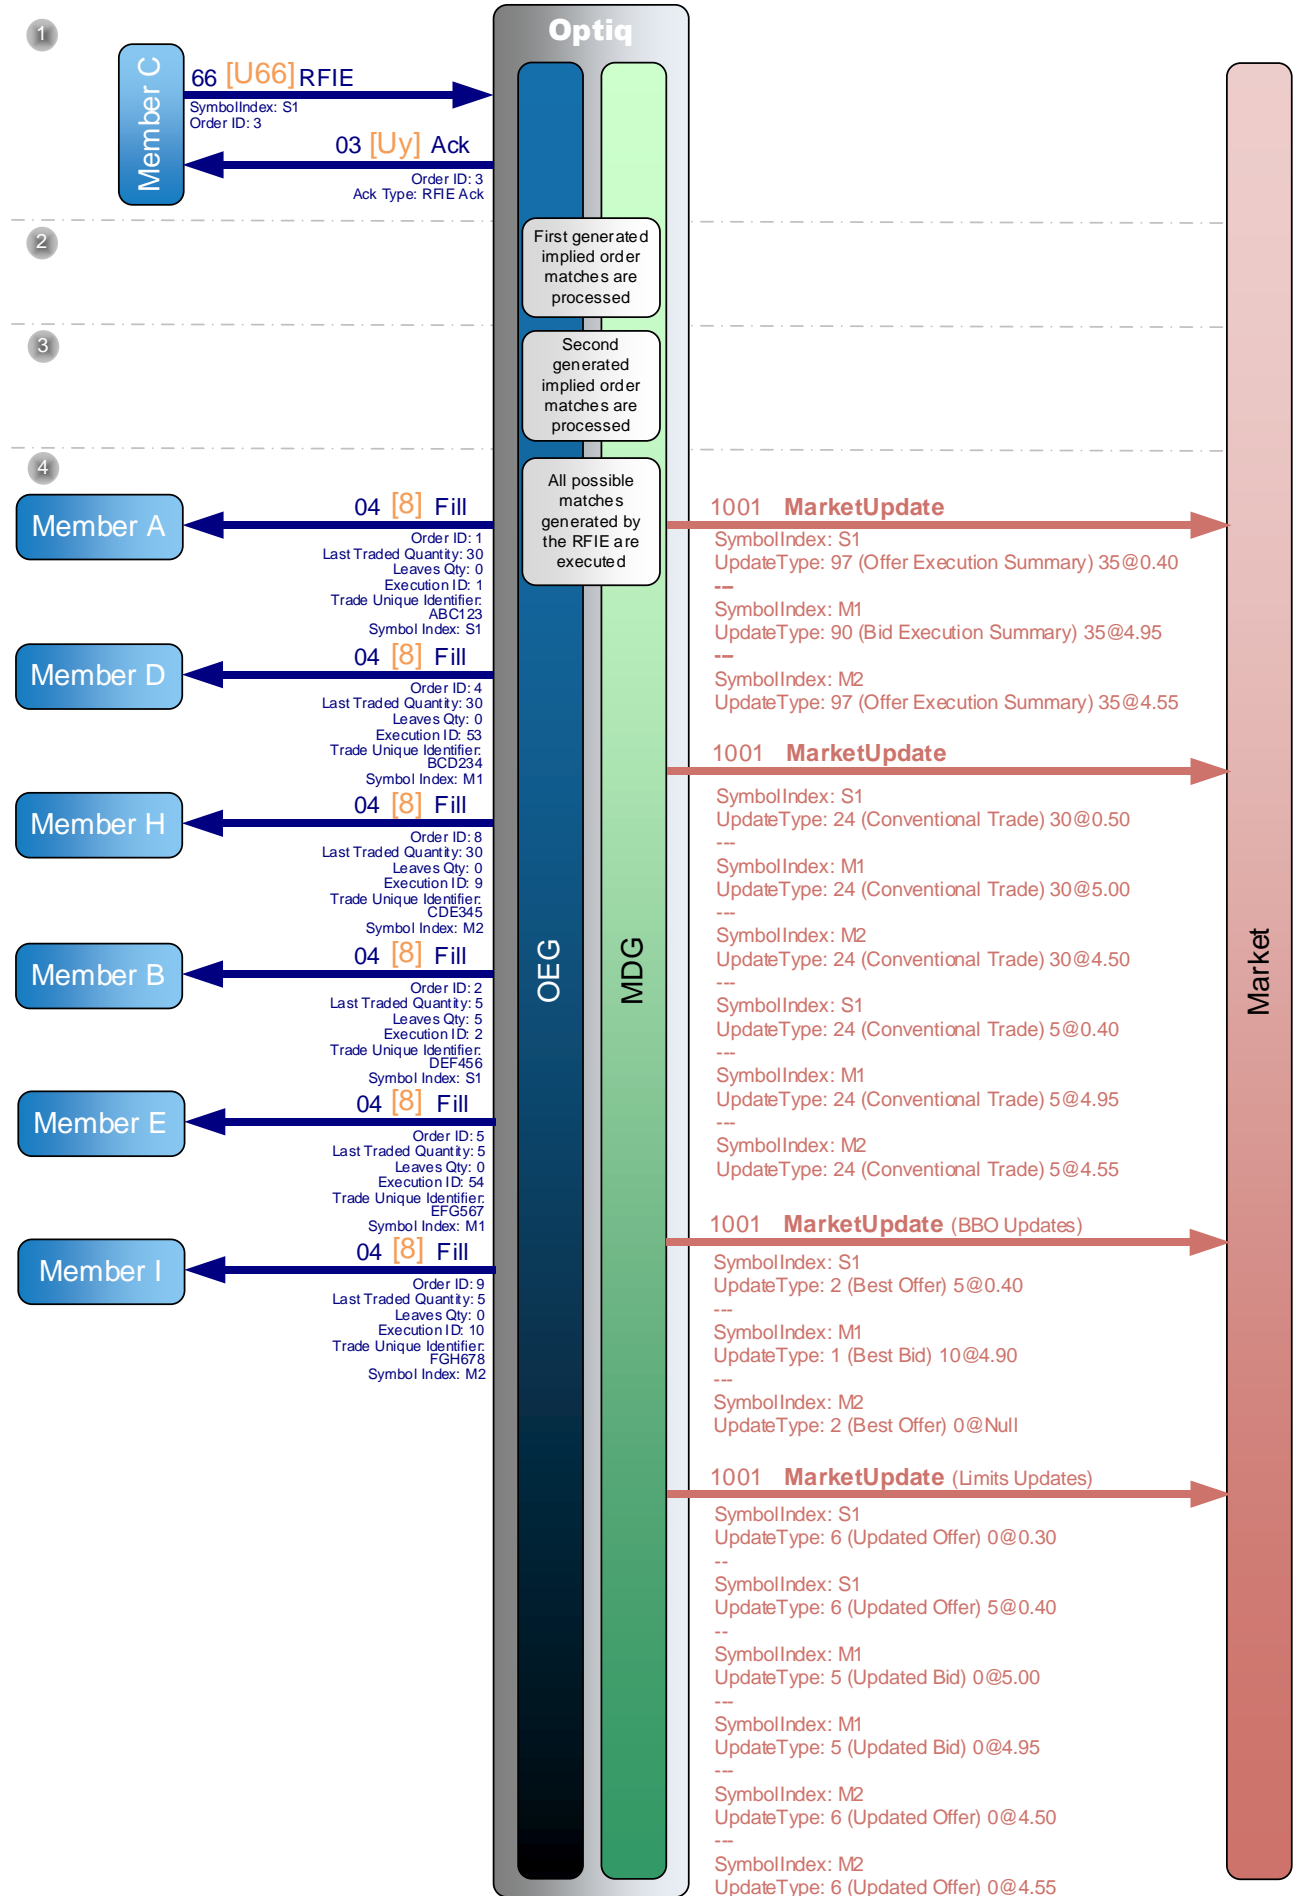 Optiq
1
Member C
66 [U66] RFIE
SymbolIndex: S1
Order ID: 3
03 [Uy] Ack
Order ID: 3
Ack Type: RFIE Ack
2
First generated
implied order
matches are
processed
3
Second
generated
implied order
matches are
processed
4
All possible
matches
generated by
the RFIE are
executed
Member A
04 [8] Fill
Order ID: 1
Last Traded Quantity: 30
Leaves Qty: 0
Execution ID: 1
Trade Unique Identifier:
ABC123
Symbol Index: S1
Member D
04 [8] Fill
Order ID: 4
Last Traded Quantity: 30
Leaves Qty: 0
Execution ID: 53
Trade Unique Identifier:
BCD234
Symbol Index: M1
Member H
04 [8] Fill
Order ID: 8
Last Traded Quantity: 30
Leaves Qty: 0
Execution ID: 9
Trade Unique Identifier:
CDE345
Symbol Index: M2
Member B
04 [8] Fill
Order ID: 2
Last Traded Quantity: 5
Leaves Qty: 5
Execution ID: 2
Trade Unique Identifier:
DEF456
Symbol Index: S1
Member E
04 [8] Fill
Order ID: 5
Last Traded Quantity: 5
Leaves Qty: 0
Execution ID: 54
Trade Unique Identifier:
EFG567
Symbol Index: M1
Member I
04 [8] Fill
Order ID: 9
Last Traded Quantity: 5
Leaves Qty: 0
Execution ID: 10
Trade Unique Identifier:
FGH678
Symbol Index: M2
OEG
MDG
1001 MarketUpdate
SymbolIndex: S1
UpdateType: 97 (Offer Execution Summary) 35@0.40
---
SymbolIndex: M1
UpdateType: 90 (Bid Execution Summary) 35@4.95
---
SymbolIndex: M2
UpdateType: 97 (Offer Execution Summary) 35@4.55
1001 MarketUpdate
SymbolIndex: S1
UpdateType: 24 (Conventional Trade) 30@0.50
---
SymbolIndex: M1
UpdateType: 24 (Conventional Trade) 30@5.00
---
SymbolIndex: M2
UpdateType: 24 (Conventional Trade) 30@4.50
---
SymbolIndex: S1
UpdateType: 24 (Conventional Trade) 5@0.40
---
SymbolIndex: M1
UpdateType: 24 (Conventional Trade) 5@4.95
---
SymbolIndex: M2
UpdateType: 24 (Conventional Trade) 5@4.55
1001 MarketUpdate (BBO Updates)
SymbolIndex: S1
UpdateType: 2 (Best Offer) 5@0.40
---
SymbolIndex: M1
UpdateType: 1 (Best Bid) 10@4.90
---
SymbolIndex: M2
UpdateType: 2 (Best Offer) 0@Null
1001 MarketUpdate (Limits Updates)
SymbolIndex: S1
UpdateType: 6 (Updated Offer) 0@0.30
--
SymbolIndex: S1
UpdateType: 6 (Updated Offer) 5@0.40
--
SymbolIndex: M1
UpdateType: 5 (Updated Bid) 0@5.00
---
SymbolIndex: M1
UpdateType: 5 (Updated Bid) 0@4.95
---
SymbolIndex: M2
UpdateType: 6 (Updated Offer) 0@4.50
---
SymbolIndex: M2
UpdateType: 6 (Updated Offer) 0@4.55
Market